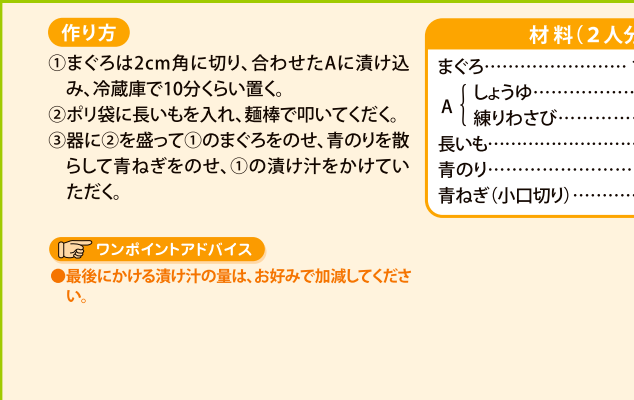 作り方
①まぐろは2cm角に切り、合わせたAに漬け込
み、冷蔵庫で10分くらい置く。
②ポリ袋に長いもを入れ、麺棒で叩いてくだく。
③器に②を盛って①のまぐろをのせ、青のりを散
らして青ねぎをのせ、①の漬け汁をかけてい
ただく。
ワンポイントアドバイス
●最後にかける漬け汁の量は、お好みで加減してくださ
い。
材料(2人分
まぐろ……………………
A
しょうゆ……………
練りわさび…………
長いも……………………
青のり……………………
青ねぎ(小口切り)………